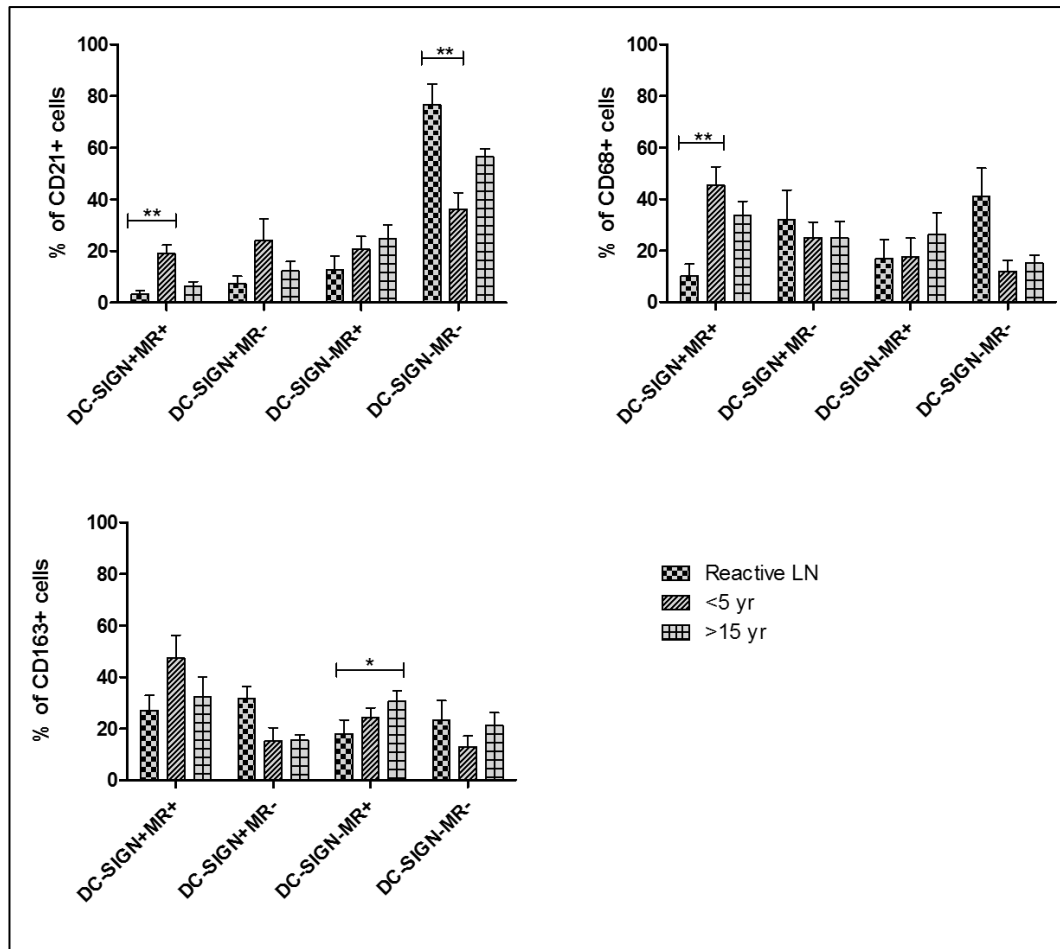 % of CD21+ cells
100
80
60
40
20
0
**
**
DC-SIGN+MR+
DC-SIGN+MR-
DC-SIGN-MR+
DC-SIGN-MR-
% of CD68+ cells
100
80
60
40
20
0
**
DC-SIGN+MR+
DC-SIGN+MR-
DC-SIGN-MR+
DC-SIGN-MR-
% of CD163+ cells
100
80
60
40
20
0
*
DC-SIGN+MR+
DC-SIGN+MR-
DC-SIGN-MR+
DC-SIGN-MR-
Reactive LN
<5 yr
>15 yr